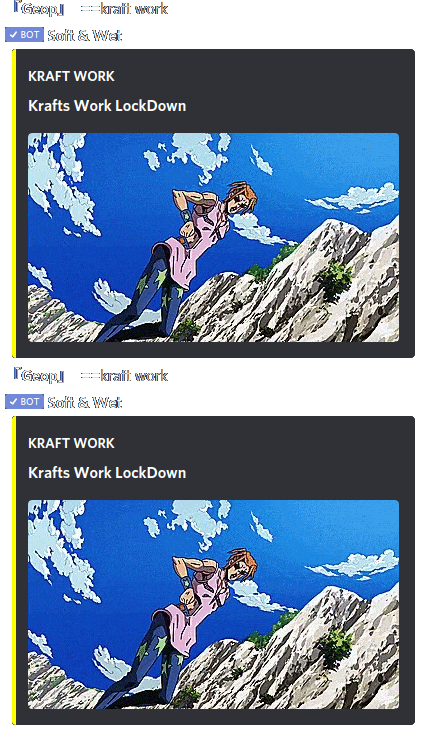 『Geop』 ==kraft work
✓ BOT Soft & Wet
KRAFT WORK
Krafts Work LockDown
『Geop』 ==kraft work
✓ BOT Soft & Wet
KRAFT WORK
Krafts Work LockDown